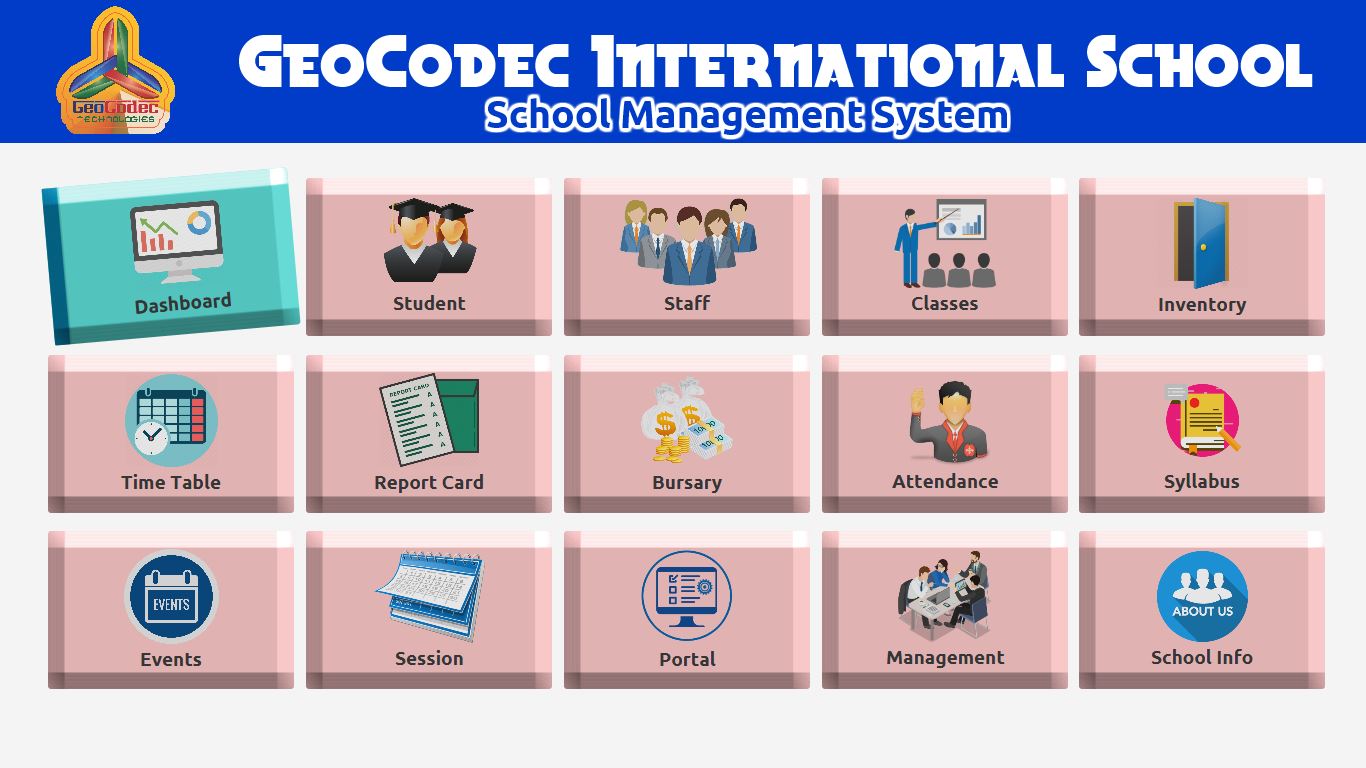 GeoCodec International School
School Management System
GeoCodec
TECHNOLOGIES
Dashboard
Student
Staff
Classes
Inventory
Time Table
REPORT CARD
A
A
A
A
A
A
Report Card
Bursary
Attendance
Syllabus
EVENTS
Events
Session
Portal
Management
ABOUT US
School Info